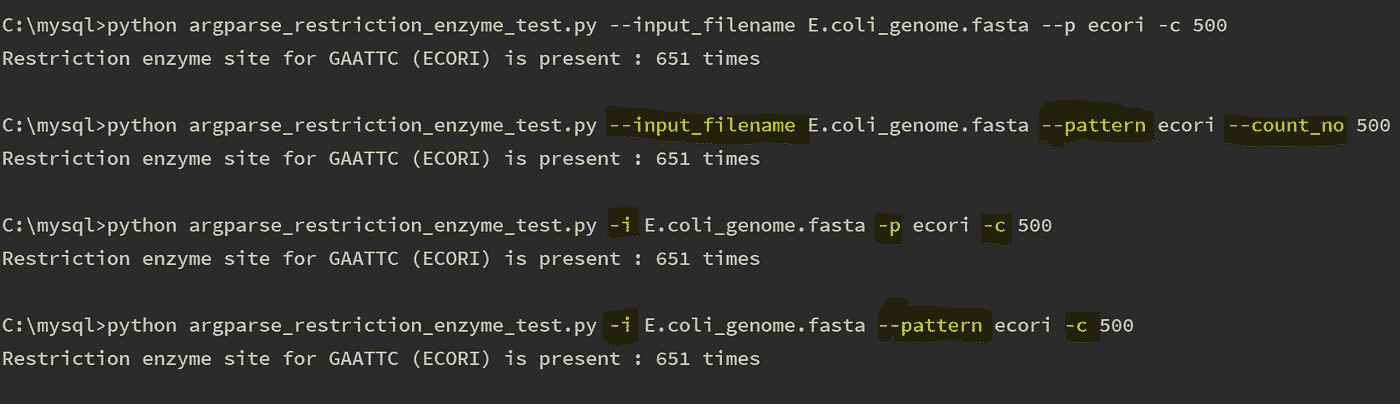 C:\mysql>python argparse_restriction_enzyme_test.py --input_filename E.coli_genome.fasta --p ecori -c 500
Restriction enzyme site for GAATTC (ECORI) is present : 651 times
C:\mysql>python argparse_restriction_enzyme_test.py --input_filename E.coli_genome.fasta --pattern ecori --count_no 500
Restriction enzyme site for GAATTC (ECORI) is present : 651 times
C:\mysql>python argparse_restriction_enzyme_test.py -i E.coli_genome.fasta -p ecori -c 500
Restriction enzyme site for GAATTC (ECORI) is present : 651 times
C:\mysql>python argparse_restriction_enzyme_test.py -i E.coli_genome.fasta --pattern ecori -c 500
Restriction enzyme site for GAATTC (ECORI) is present : 651 times